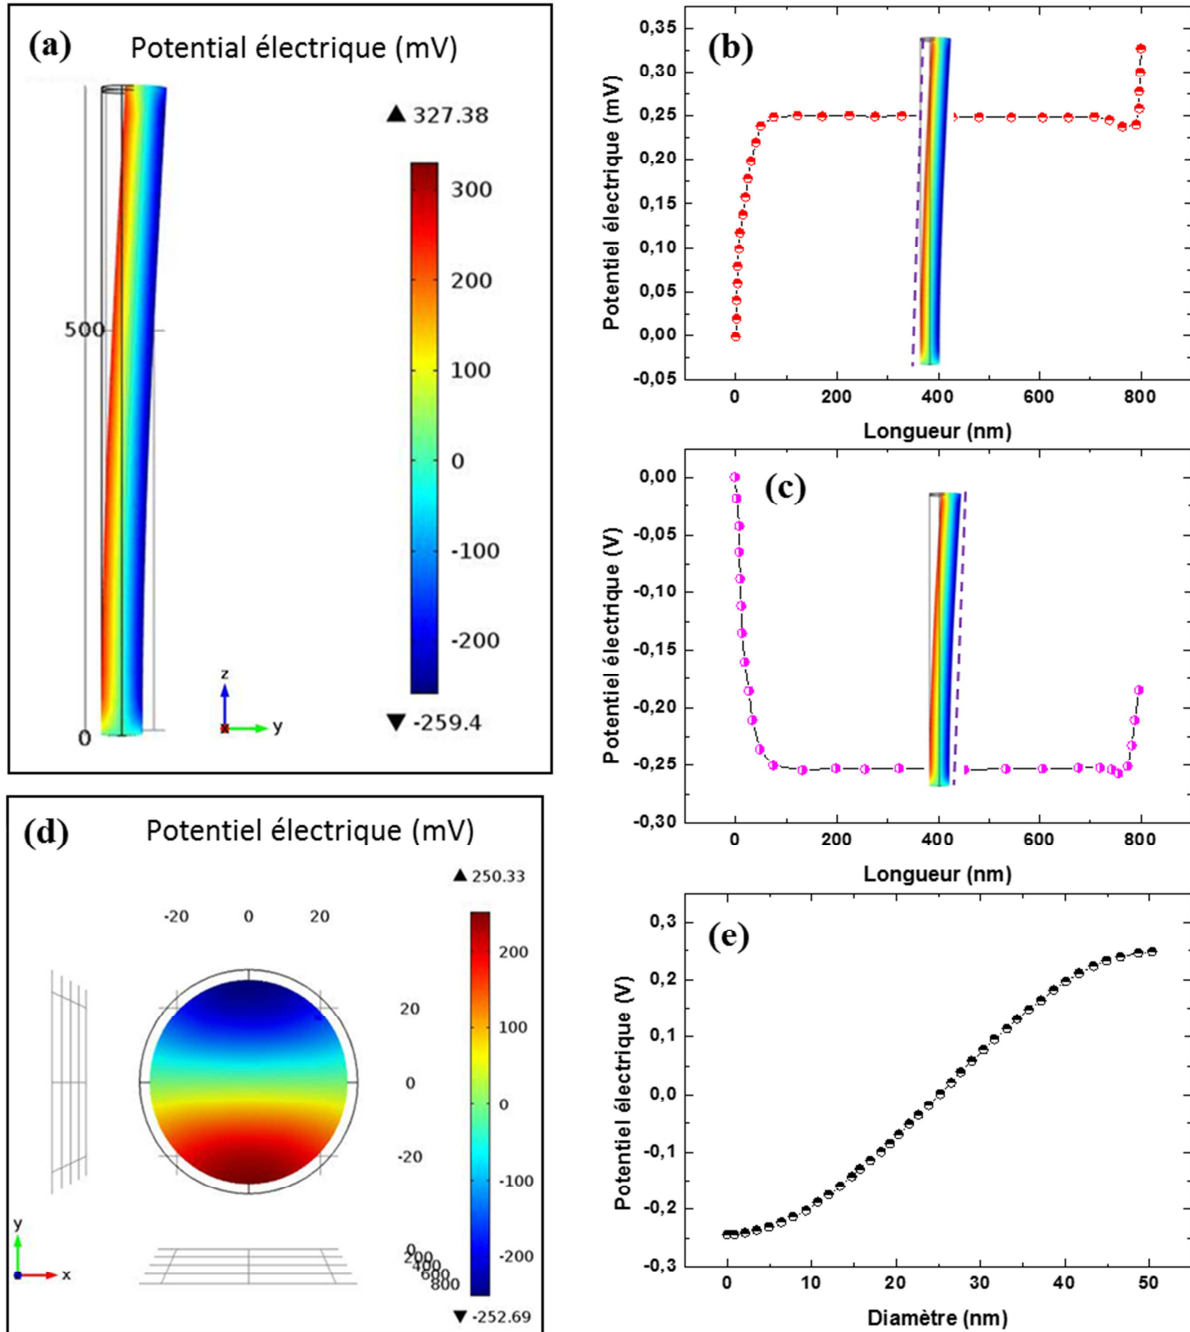 (a) Potential électrique (mV)
▲ 327.38
300
200
100
0
-100
-200
▼ -259.4
500
0
z
y
(b)
Potentiel électrique (mV)
0,35
0,30
0,25
0,20
0,15
0,10
0,05
0,00
-0,05
0 200 400 600 800
Longueur (nm)
(c)
Potentiel électrique (V)
0,00
-0,05
-0,10
-0,15
-0,20
-0,25
-0,30
0 200 400 600 800
Longueur (nm)
(d) Potentiel électrique (mV)
▲ 250.33
-20 0 20
200
100
0
-100
-200
▼ -252.69
20
0
-20
y
x
0
200
400
600
800
(e)
Potentiel électrique (V)
0,3
0,2
0,1
0,0
-0,1
-0,2
-0,3
0 10 20 30 40 50
Diamètre (nm)